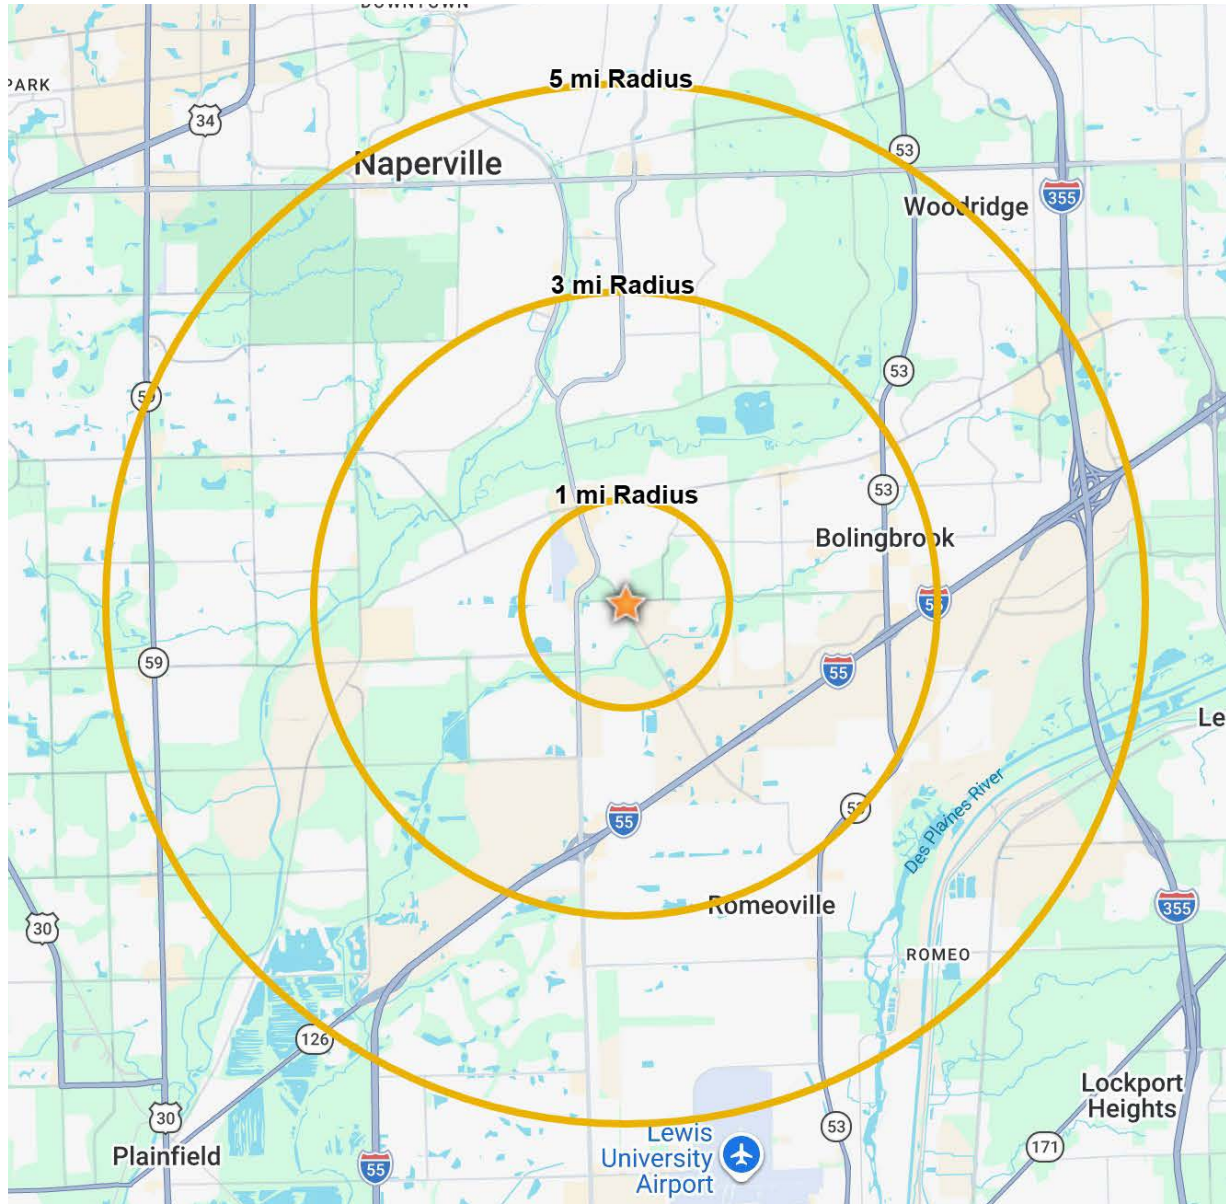 DOWNTOWN
5 mi Radius
PARK
34
53
Naperville
355
Woodridge
3 mi Radius
53
59
53
1 mi Radius
Bolingbrook
55
59
55
Le
53
55
Des Plaines River
Romeoville
355
30
ROMEO
126
Lockport
Heights
30
53
Lewis
University
Airport
171
Plainfield
55